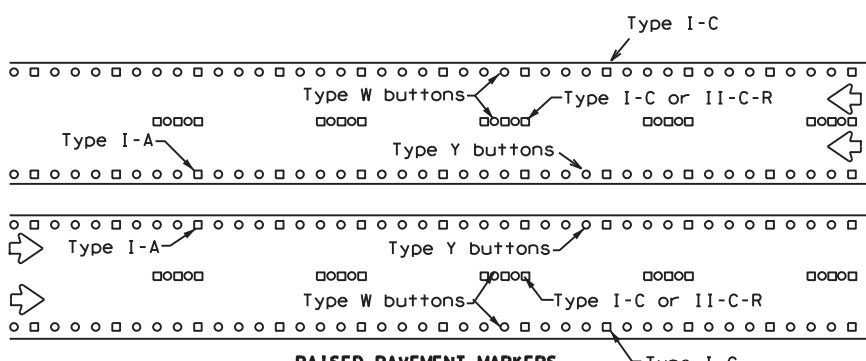 Type I-C
Type W buttons
Type I-C or II-C-R
Type I-A
Type Y buttons
Type I-A
Type Y buttons
Type W buttons
Type I-C or II-C-R
RAISED PAVEMENT MARKERS
Type I-C